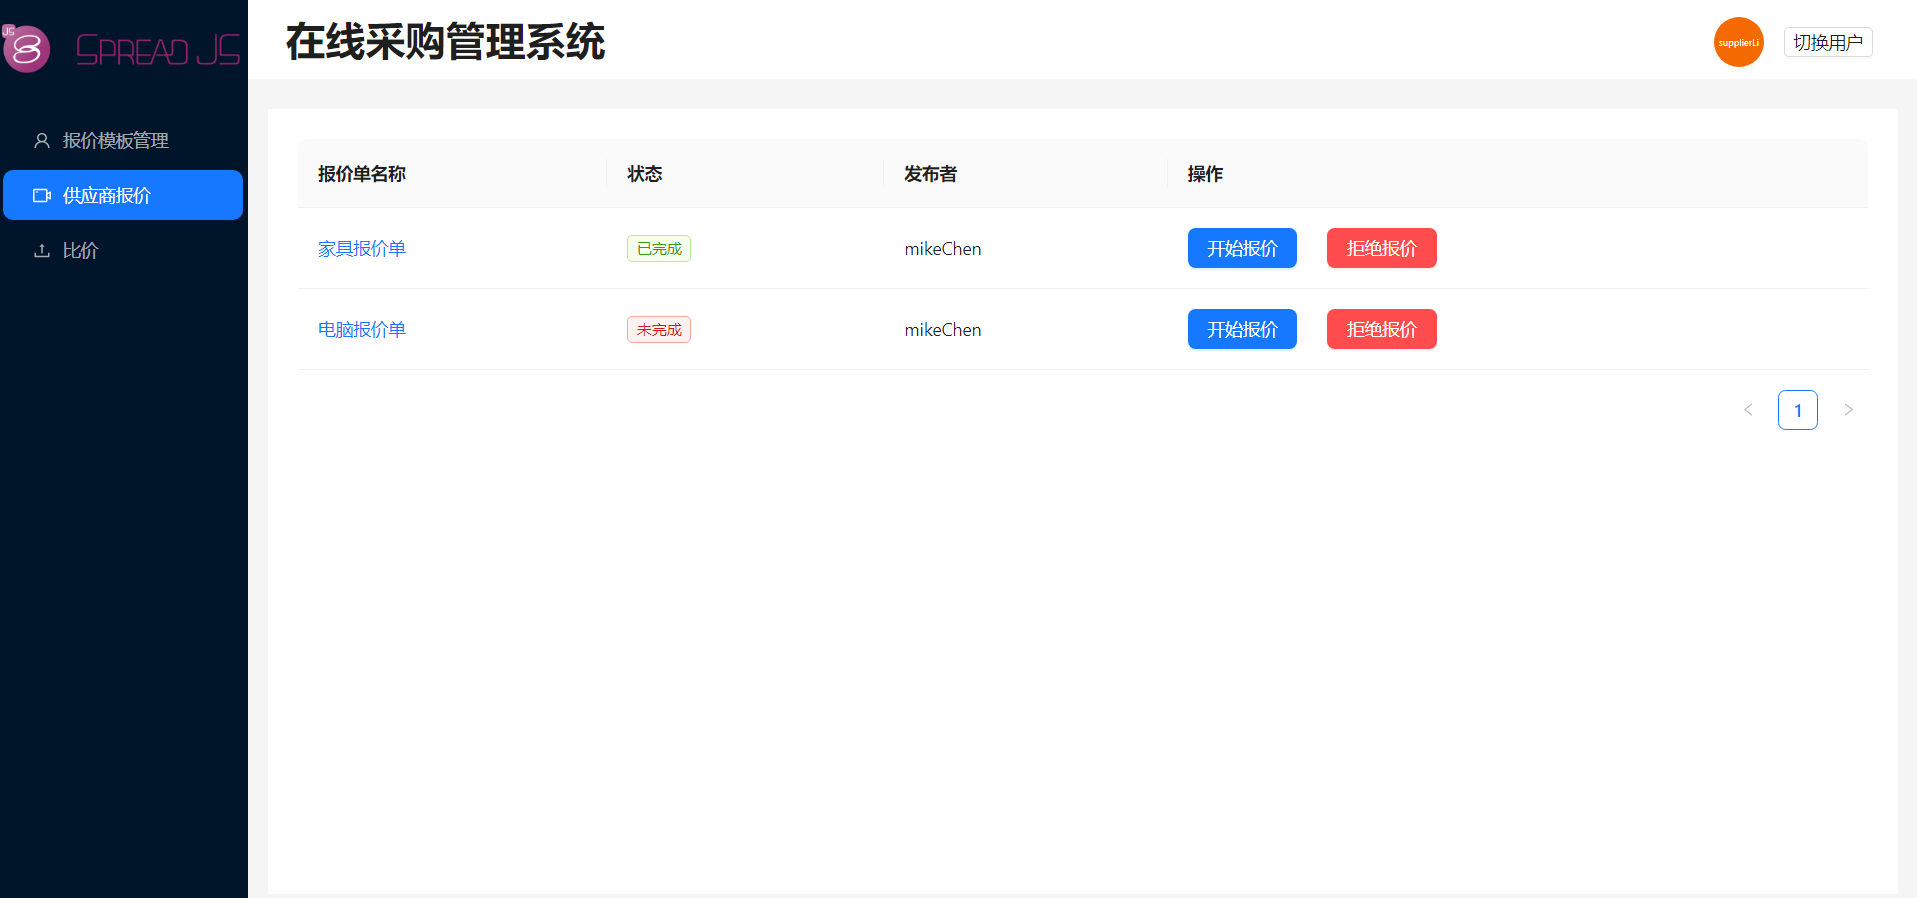 JS SPREAD JS
在线采购管理系统
supplierLi
切换用户
报价模板管理
供应商报价
比价
报价单名称 状态 发布者 操作
家具报价单 已完成 mikeChen 开始报价 拒绝报价
电脑报价单 未完成 mikeChen 开始报价 拒绝报价
< 1 >